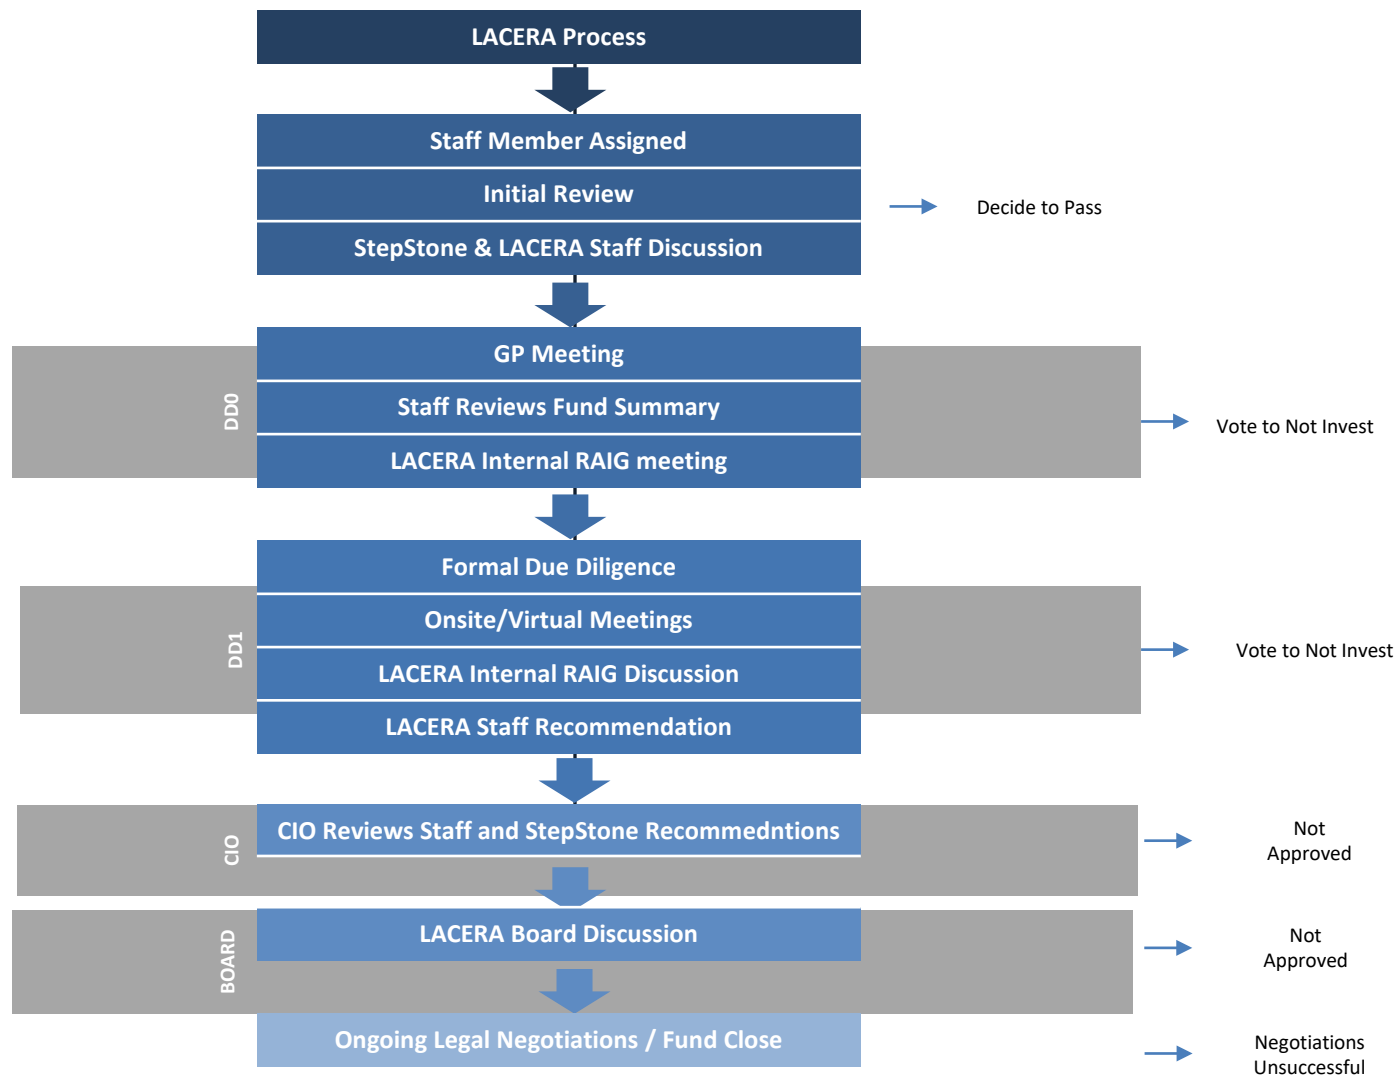 LACERA Process
Staff Member Assigned
Initial Review
Decide to Pass
StepStone & LACERA Staff Discussion
DD0
GP Meeting
Staff Reviews Fund Summary
Vote to Not Invest
LACERA Internal RAIG meeting
DD1
Formal Due Diligence
Onsite/Virtual Meetings
Vote to Not Invest
LACERA Internal RAIG Discussion
LACERA Staff Recommendation
CIO
CIO Reviews Staff and StepStone Recommedntions
Not
Approved
BOARD
LACERA Board Discussion
Not
Approved
Ongoing Legal Negotiations / Fund Close
Negotiations
Unsuccessful